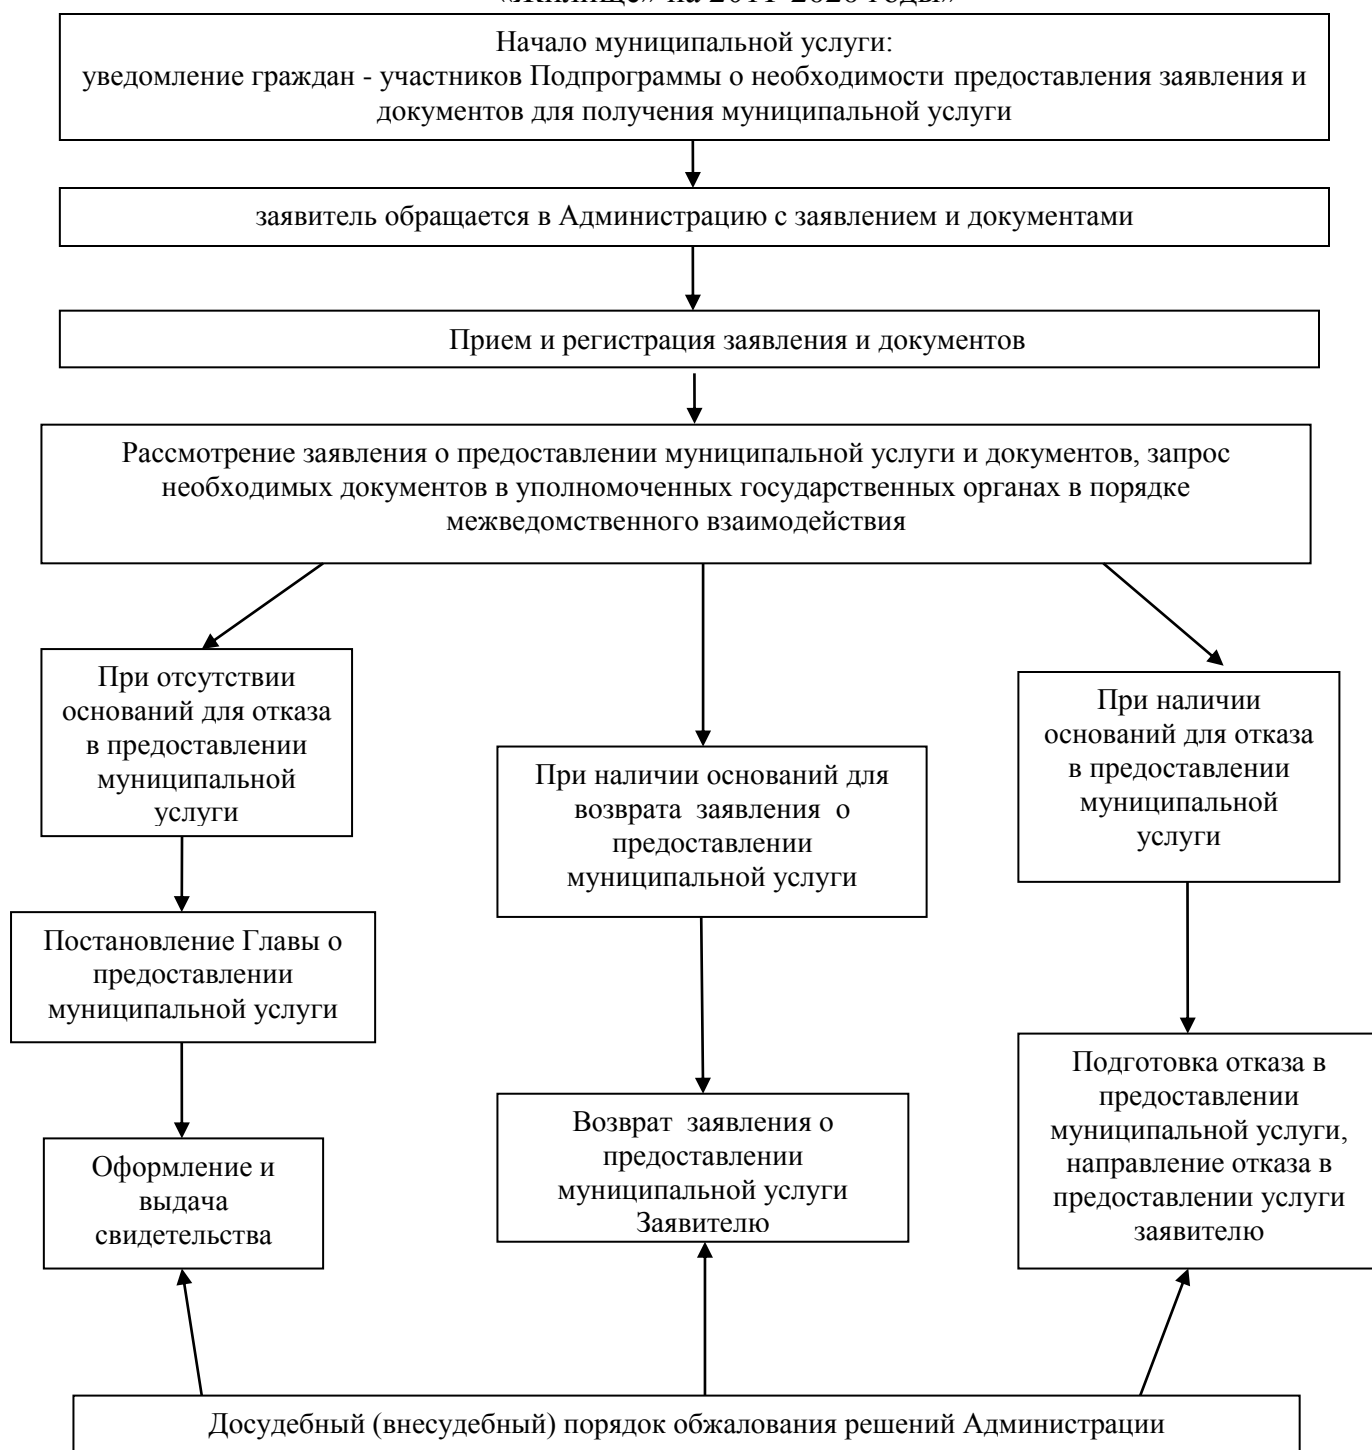 «Жилище» на 2011-2020 годы»
Начало муниципальной услуги:
уведомление граждан - участников Подпрограммы о необходимости предоставления заявления и
документов для получения муниципальной услуги
заявитель обращается в Администрацию с заявлением и документами
Прием и регистрация заявления и документов
Рассмотрение заявления о предоставлении муниципальной услуги и документов, запрос
необходимых документов в уполномоченных государственных органах в порядке
межведомственного взаимодействия
При отсутствии
оснований для отказа
в предоставлении
муниципальной
услуги
При наличии оснований для
возврата заявления о
предоставлении
муниципальной услуги
При наличии
оснований для отказа
в предоставлении
муниципальной
услуги
Постановление Главы о
предоставлении
муниципальной услуги
Оформление и
выдача
свидетельства
Возврат заявления о
предоставлении
муниципальной услуги
Заявителю
Подготовка отказа в
предоставлении
муниципальной услуги,
направление отказа в
предоставлении услуги
заявителю
Досудебный (внесудебный) порядок обжалования решений Администрации